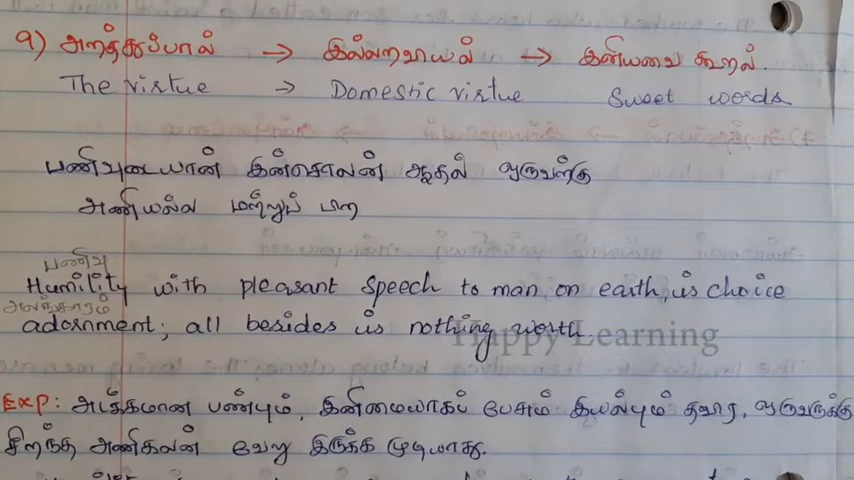 9) அறத்துப்பால் → இல்லறவியல் → இனியவை கூறல்.
The virtue → Domestic virtue Sweet words
பணிவுடையான் இன்சொலன் ஆதல் ஒருவற்கு
அணியல்ல மற்றுப் பிற
பணிவு
Humility with pleasant speech to man on earth, is choice
அலங்காரம்
adornment; all besides is nothing worth
Happy Learning
Exp: அடக்கமான பண்பும், இனிமையாகப் பேசும் இயல்பும் தவிர, ஒருவருக்கு
சிறந்த அணிகலன் வேறு இருக்க முடியாது.